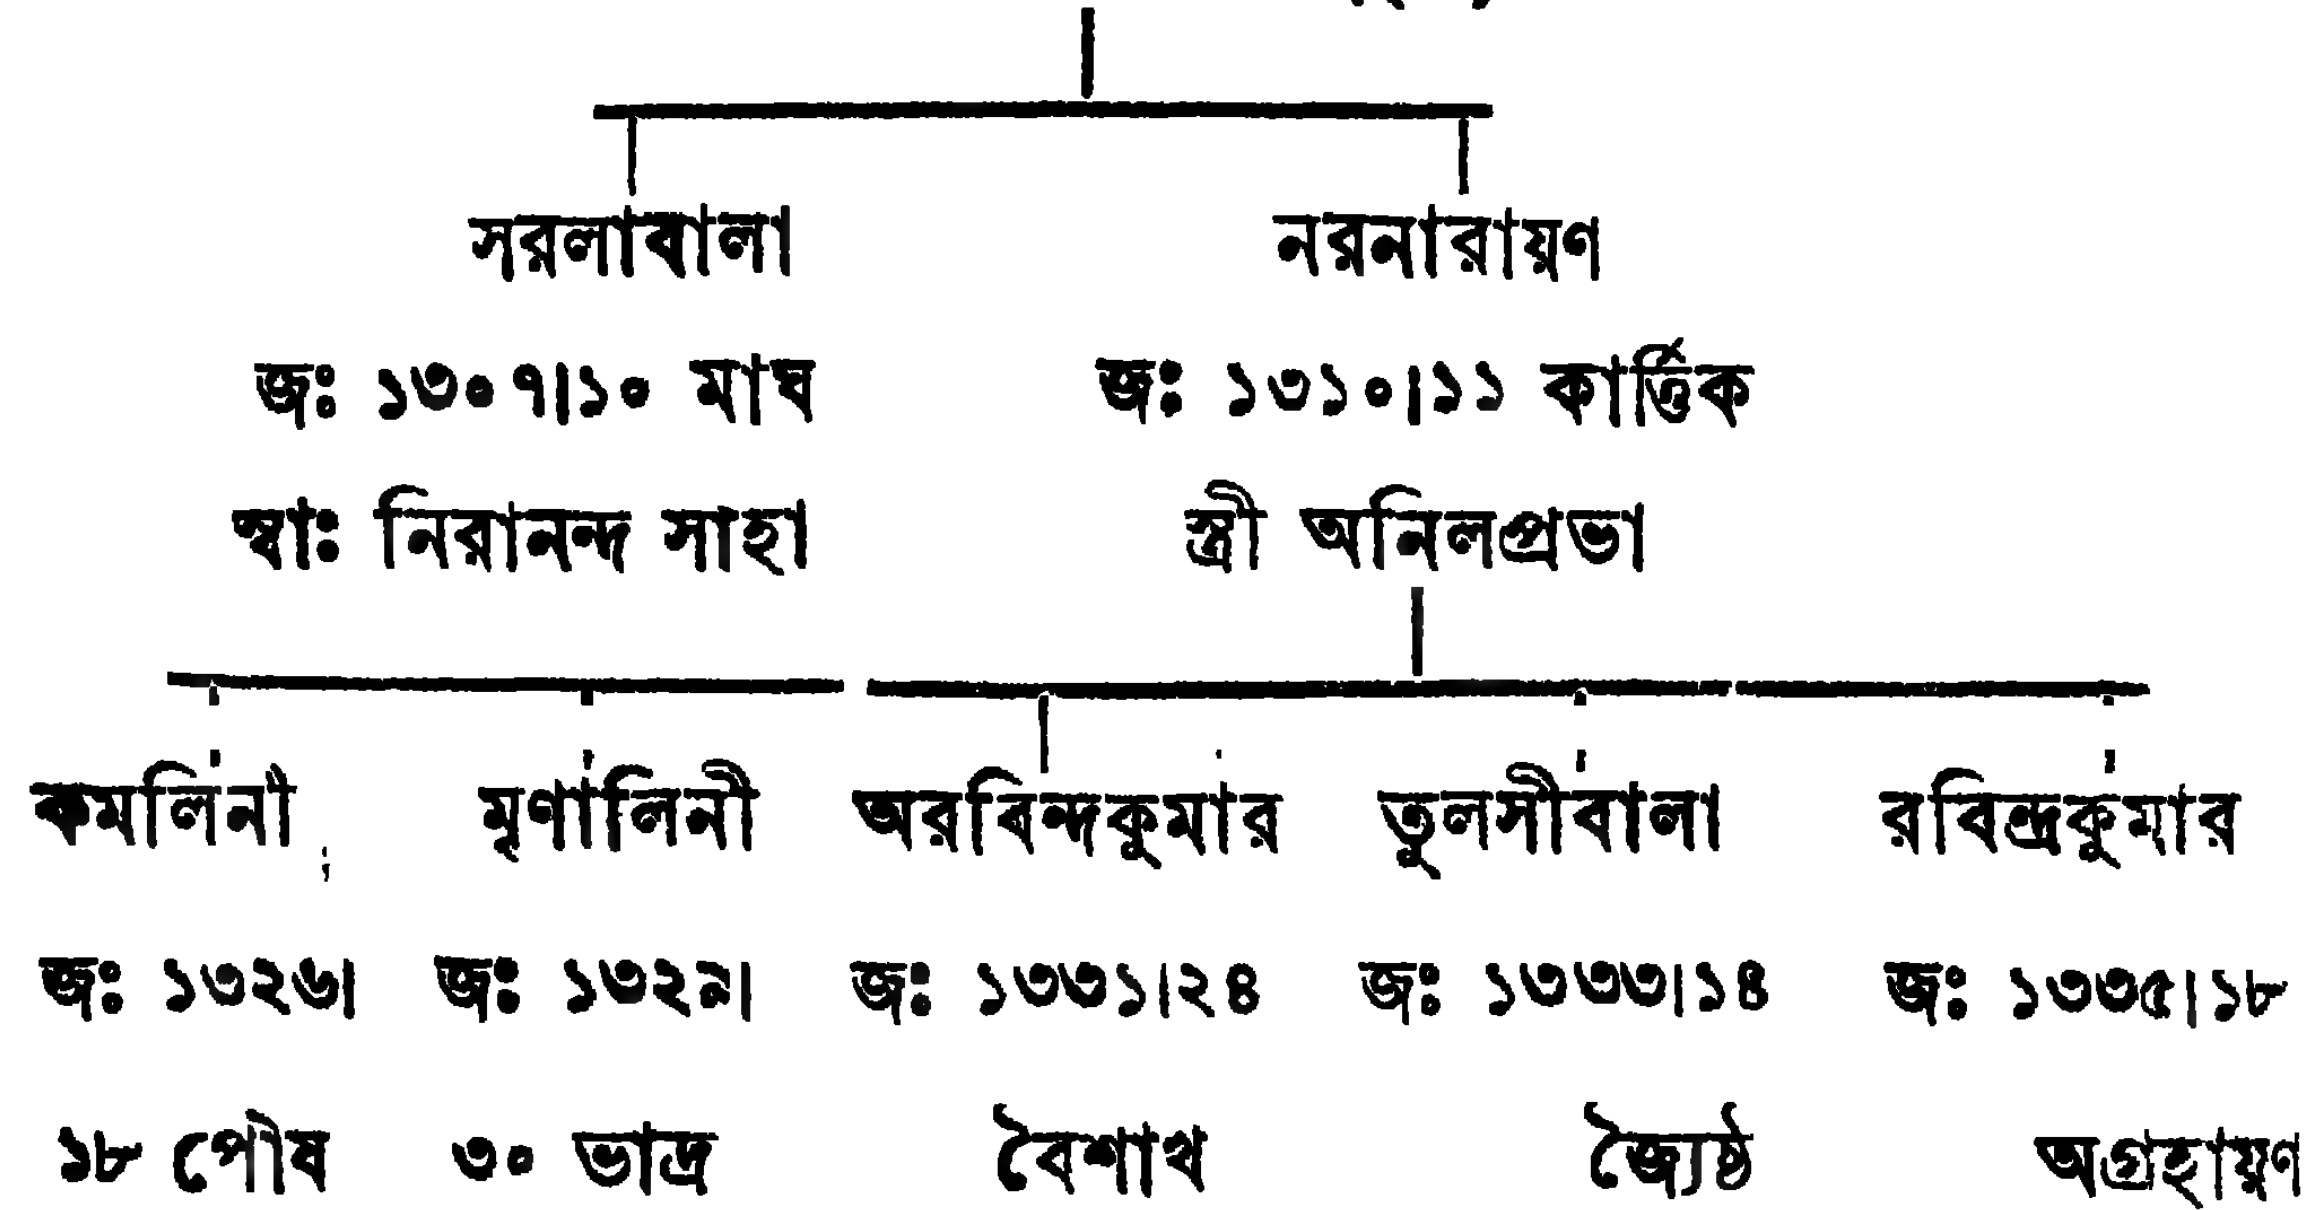 সরলাবালা নরনারায়ণ
জঃ ১৩০৭।১০ মাঘ জঃ ১৩১০।১১ কার্ত্তিক
স্বাঃ নিরানন্দ সাহা স্ত্রী অনিলপ্রভা
কমলিনী মৃণালিনী অরবিন্দকুমার তুলসীবালা রবিন্দ্রকুমার
জঃ ১৩২৬। জঃ ১৩২৯। জঃ ১৩৩১।২৪ জঃ ১৩৩৩।১৪ জঃ ১৩৩৫।১৮
১৮ পৌষ ৩০ ভাদ্র বৈশাখ জ্যৈষ্ঠ অগ্রহায়ণ